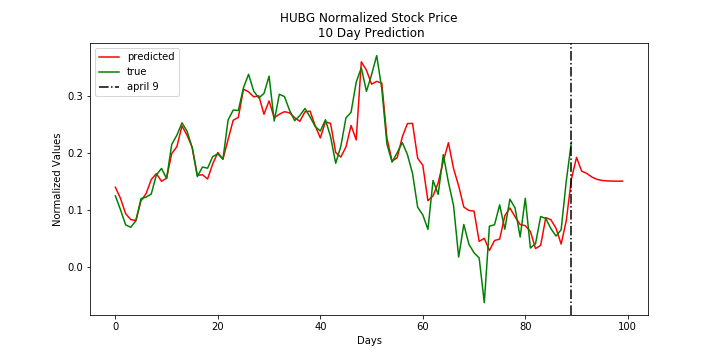 HUBG Normalized Stock Price
10 Day Prediction
predicted
true
april 9
Normalized Values
0.3
0.2
0.1
0.0
0
20
40
60
80
100
Days